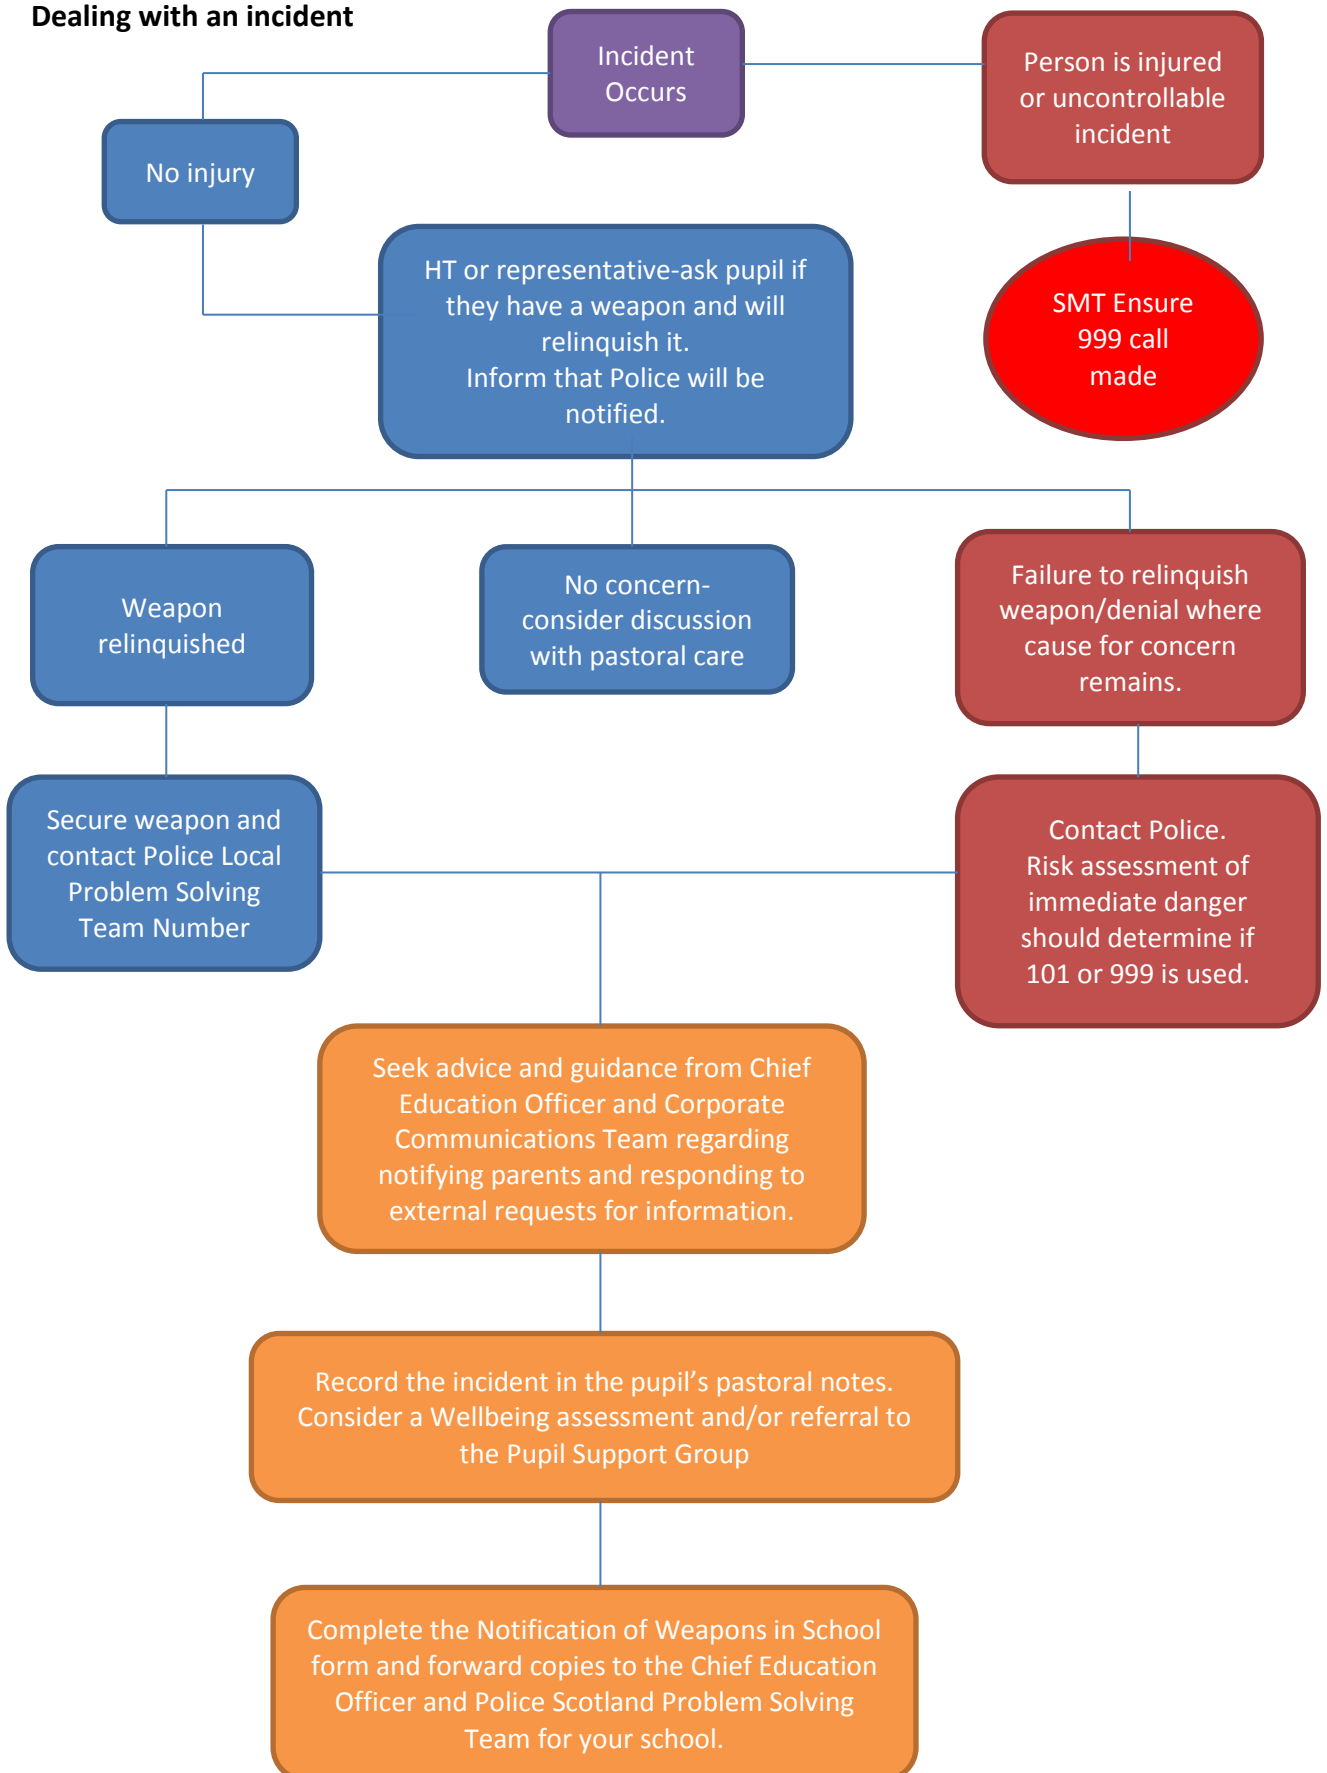 Dealing with an incident
Incident
Occurs
Person is injured
or uncontrollable
incident
No injury
HT or representative-ask pupil if
they have a weapon and will
relinquish it.
Inform that Police will be
notified.
SMT Ensure
999 call
made
Weapon
relinquished
No concern-
consider discussion
with pastoral care
Failure to relinquish
weapon/denial where
cause for concern
remains.
Secure weapon and
contact Police Local
Problem Solving
Team Number
Contact Police.
Risk assessment of
immediate danger
should determine if
101 or 999 is used.
Seek advice and guidance from Chief
Education Officer and Corporate
Communications Team regarding
notifying parents and responding to
external requests for information.
Record the incident in the pupil’s pastoral notes.
Consider a Wellbeing assessment and/or referral to
the Pupil Support Group
Complete the Notification of Weapons in School
form and forward copies to the Chief Education
Officer and Police Scotland Problem Solving
Team for your school.